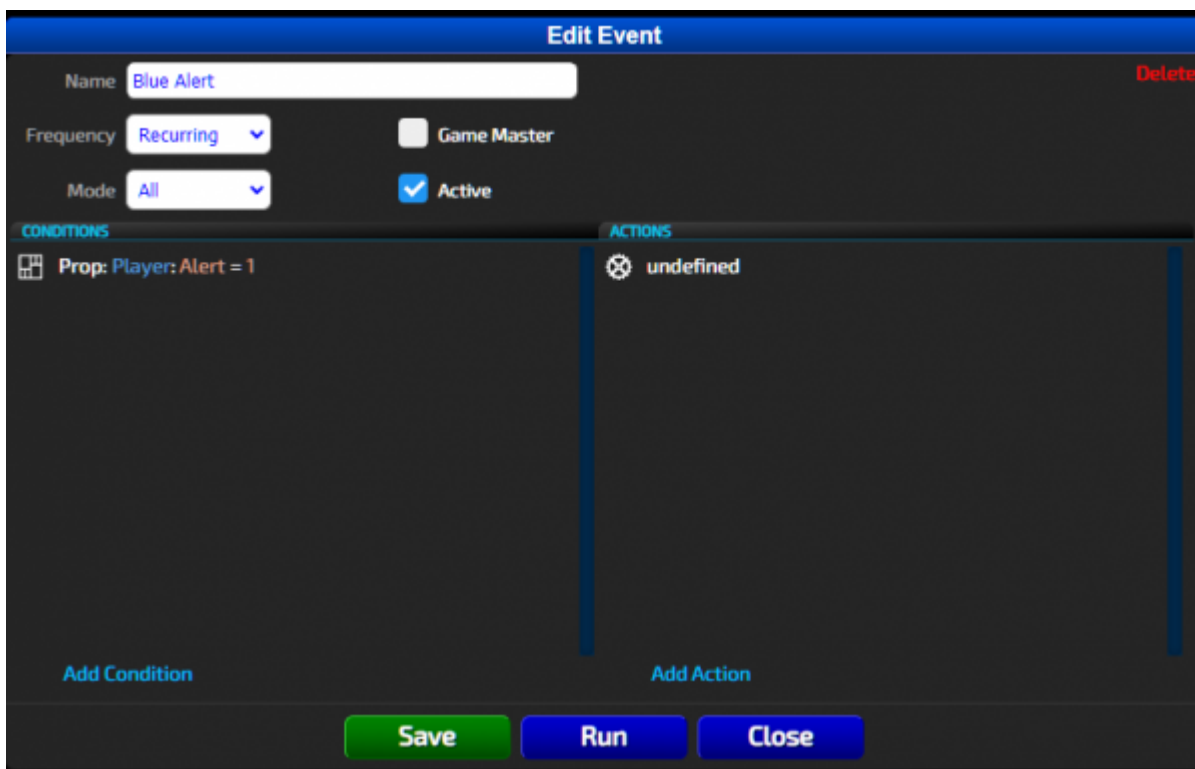 Edit Event
Name Blue Alert Delete
Frequency Recurring Game Master
Mode All Active
CONDITIONS ACTIONS
Prop: Player: Alert = 1 undefined
Add Condition Add Action
Save Run Close